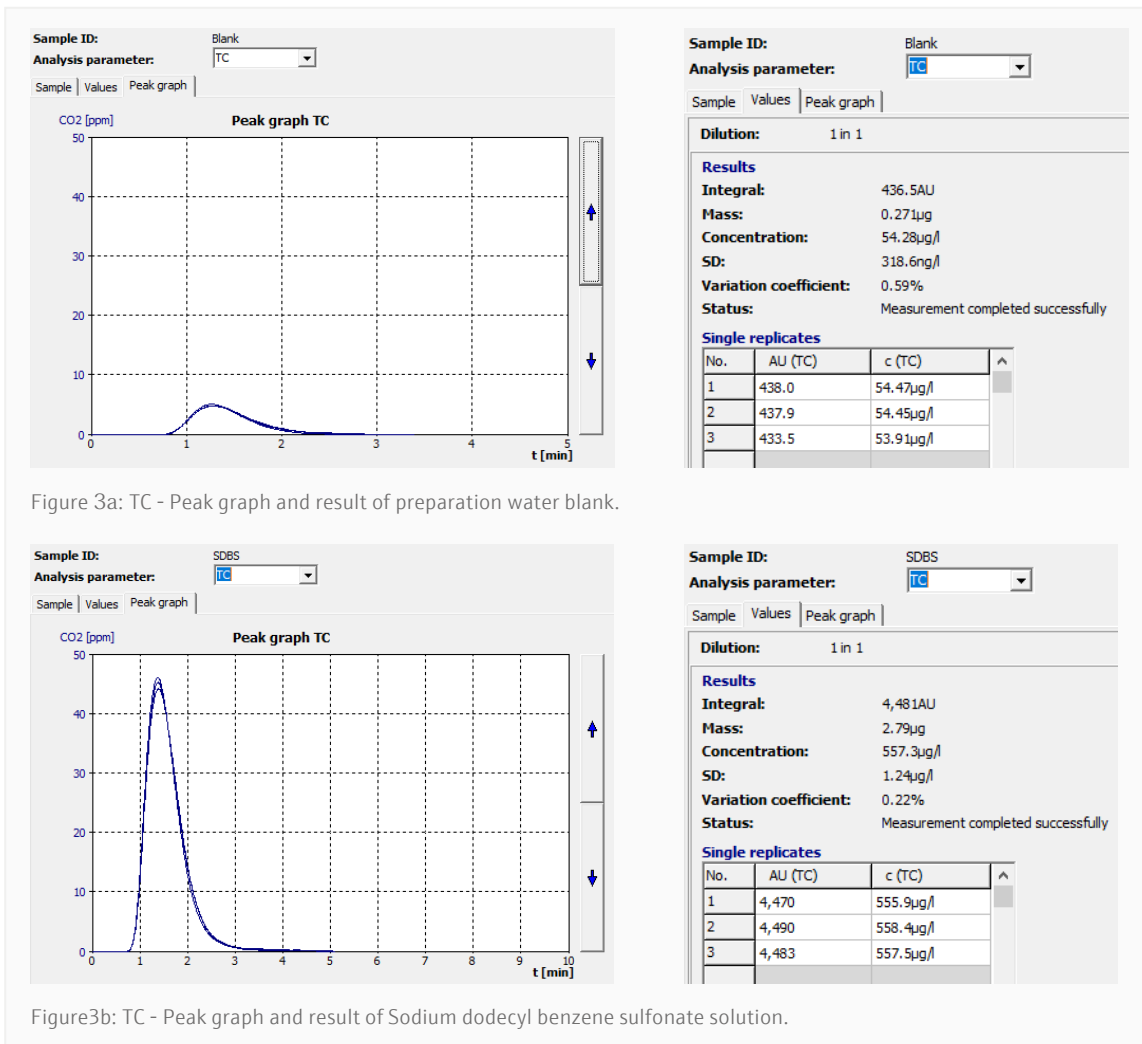 Sample ID: Blank
Analysis parameter: TC
Sample Values Peak graph
CO2 [ppm] Peak graph TC
50
40
30
20
10
0
0 1 2 3 4 5
t [min]
Sample ID: Blank
Analysis parameter: TC
Sample Values Peak graph
Dilution: 1 in 1
Results
Integral: 436.5AU
Mass: 0.271µg
Concentration: 54.28µg/l
SD: 318.6ng/l
Variation coefficient: 0.59%
Status: Measurement completed successfully
Single replicates
No. AU (TC) c (TC)
1 438.0 54.47µg/l
2 437.9 54.45µg/l
3 433.5 53.91µg/l
Figure 3a: TC - Peak graph and result of preparation water blank.
Sample ID: SDBS
Analysis parameter: TC
Sample Values Peak graph
CO2 [ppm] Peak graph TC
50
40
30
20
10
0
0 1 2 3 4 5 6 7 8 9 10
t [min]
Sample ID: SDBS
Analysis parameter: TC
Sample Values Peak graph
Dilution: 1 in 1
Results
Integral: 4,481AU
Mass: 2.79µg
Concentration: 557.3µg/l
SD: 1.24µg/l
Variation coefficient: 0.22%
Status: Measurement completed successfully
Single replicates
No. AU (TC) c (TC)
1 4,470 555.9µg/l
2 4,490 558.4µg/l
3 4,483 557.5µg/l
Figure3b: TC - Peak graph and result of Sodium dodecyl benzene sulfonate solution.